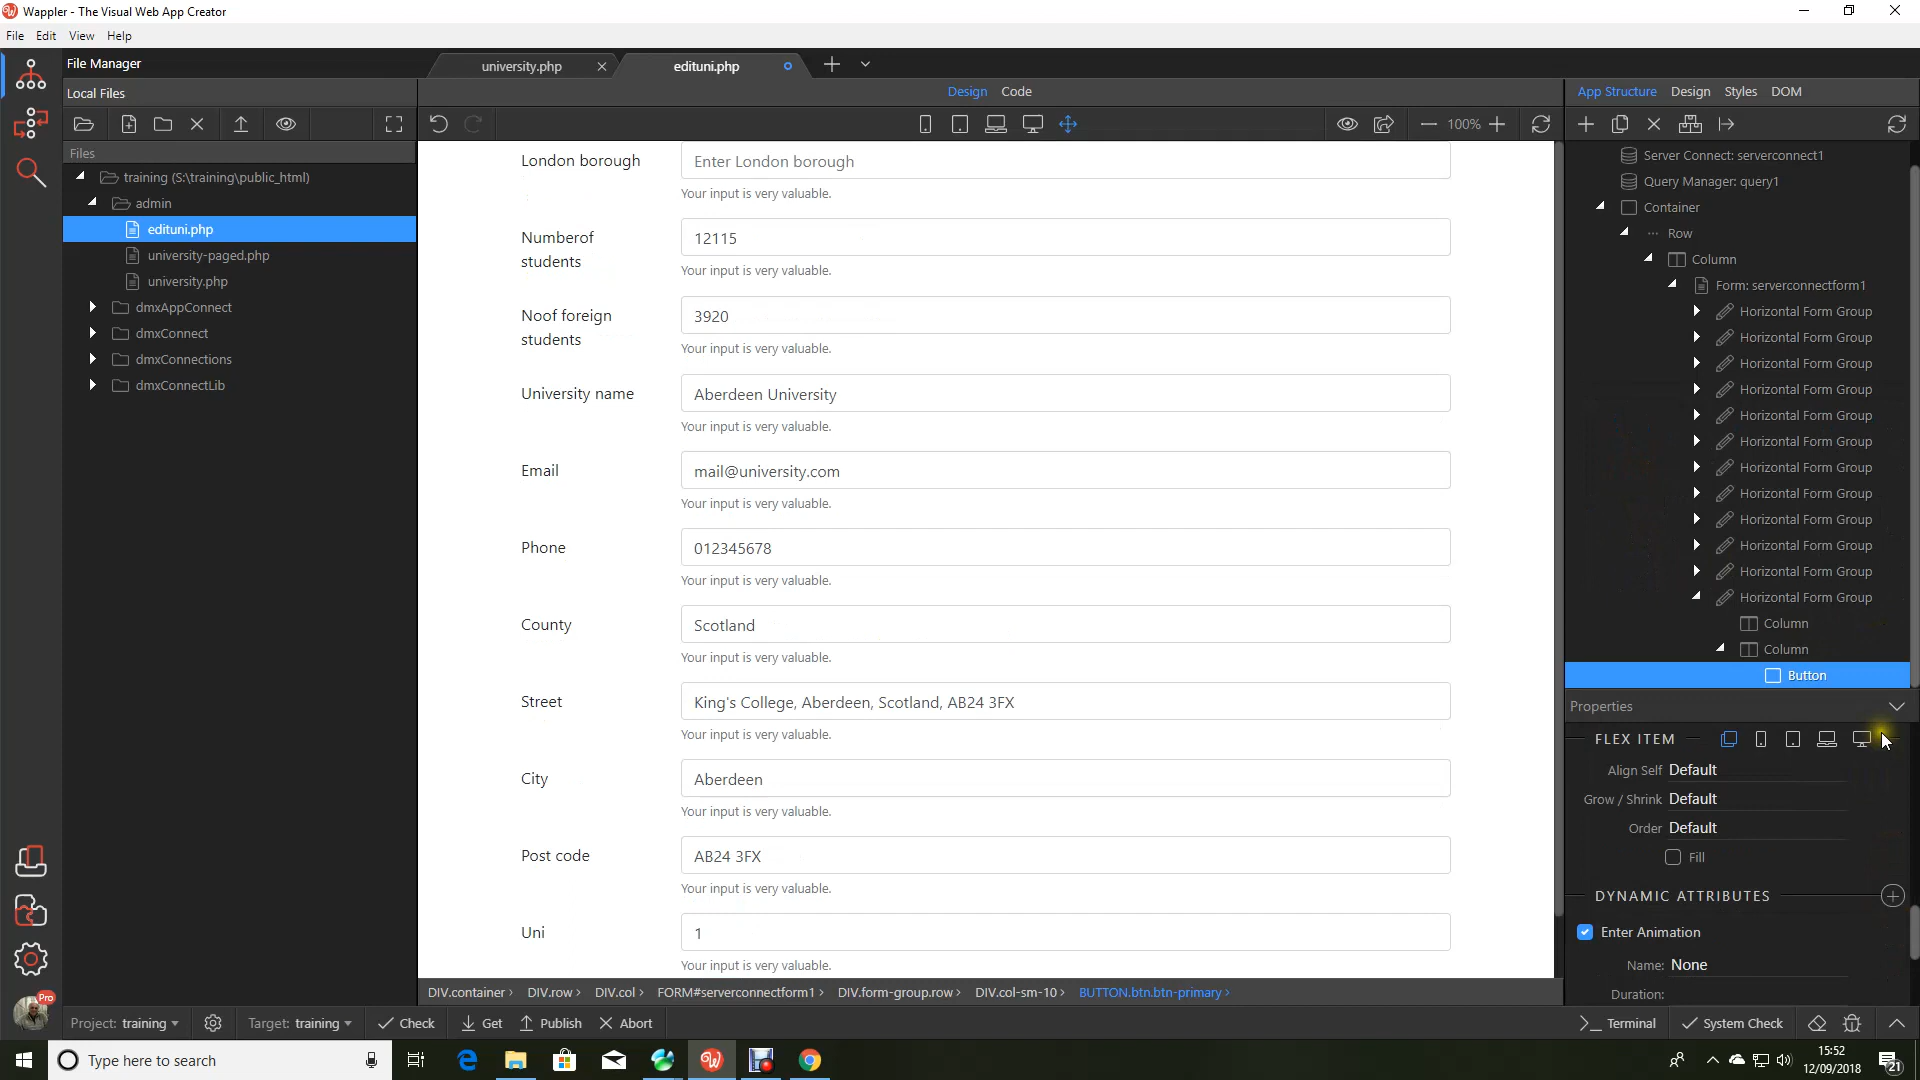 Wappler - The Visual Web App Creator
File Edit View Help
File Manager
university.php
edituni.php
Local Files
Design Code
App Structure Design Styles DOM
100%
Files
training (S:\training\public_html)
admin
edituni.php
university-paged.php
university.php
dmxAppConnect
dmxConnect
dmxConnections
dmxConnectLib
London borough
Enter London borough
Your input is very valuable.
Numberof
students
12115
Your input is very valuable.
Noof foreign
students
3920
Your input is very valuable.
University name
Aberdeen University
Your input is very valuable.
Email
mail@university.com
Your input is very valuable.
Phone
012345678
Your input is very valuable.
County
Scotland
Your input is very valuable.
Street
King's College, Aberdeen, Scotland, AB24 3FX
Your input is very valuable.
City
Aberdeen
Your input is very valuable.
Post code
AB24 3FX
Your input is very valuable.
Uni
1
Your input is very valuable.
Server Connect: serverconnect1
Query Manager: query1
Container
Row
Column
Form: serverconnectform1
Horizontal Form Group
Horizontal Form Group
Horizontal Form Group
Horizontal Form Group
Horizontal Form Group
Horizontal Form Group
Horizontal Form Group
Horizontal Form Group
Horizontal Form Group
Horizontal Form Group
Horizontal Form Group
Horizontal Form Group
Column
Column
Button
Properties
FLEX ITEM
Align Self Default
Grow / Shrink Default
Order Default
Fill
DYNAMIC ATTRIBUTES
Enter Animation
Name: None
Duration:
DIV.container DIV.row DIV.col FORM#serverconnectform1 DIV.form-group.row DIV.col-sm-10 BUTTON.btn.btn-primary
Pro
Project: training Target: training Check Get Publish Abort Terminal System Check
Type here to search
15:52
12/09/2018
21